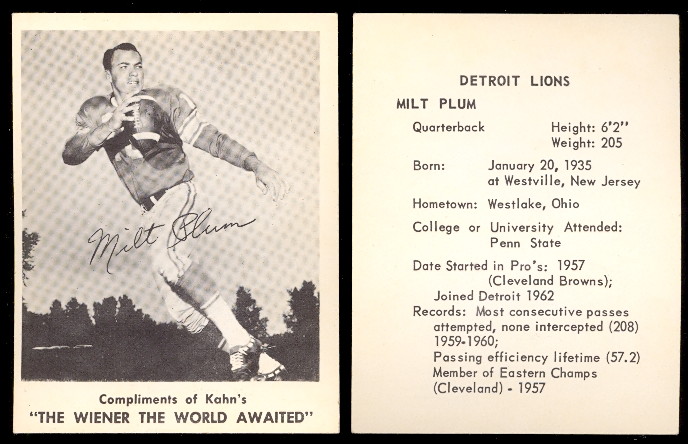 Milt Plum
Compliments of Kahn's
"THE WIENER THE WORLD AWAITED"
DETROIT LIONS
MILT PLUM
Quarterback Height: 6'2"
Weight: 205
Born: January 20, 1935
at Westville, New Jersey
Hometown: Westlake, Ohio
College or University Attended:
Penn State
Date Started in Pro's: 1957
(Cleveland Browns);
Joined Detroit 1962
Records: Most consecutive passes
attempted, none intercepted (208)
1959-1960;
Passing efficiency lifetime (57.2)
Member of Eastern Champs
(Cleveland) - 1957